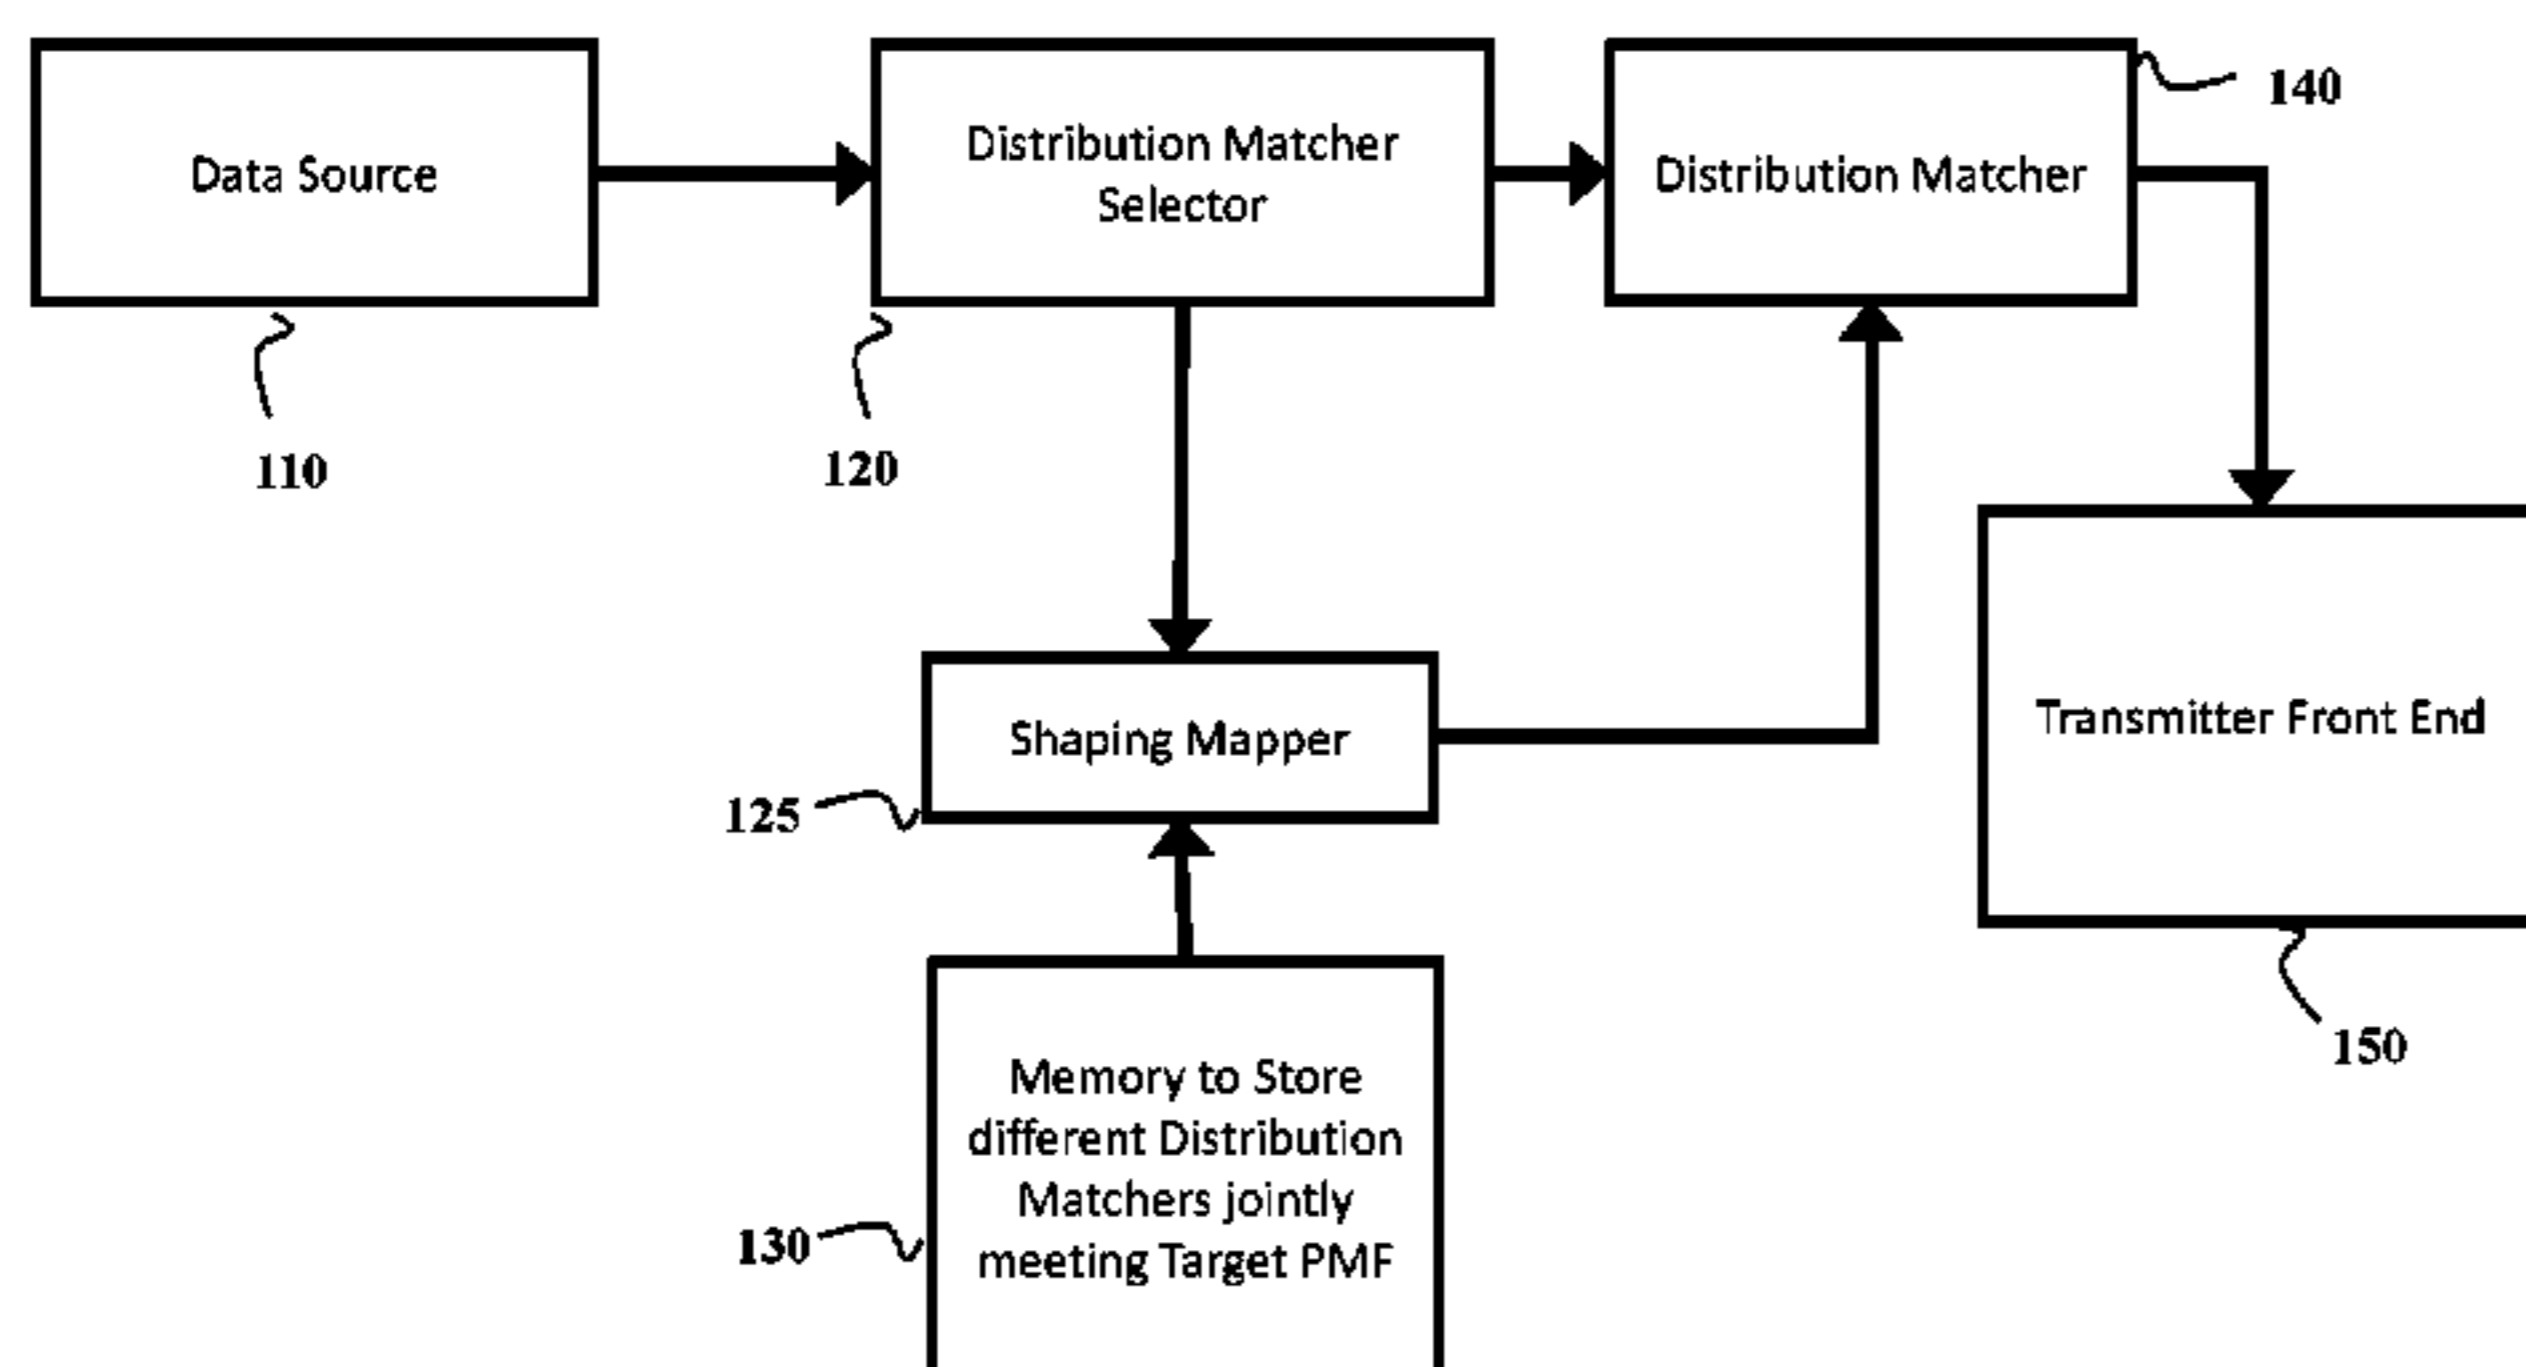 Data Source
Distribution Matcher
Selector
Distribution Matcher
140
110
120
Shaping Mapper
125
Transmitter Front End
150
Memory to Store
different Distribution
Matchers jointly
meeting Target PMF
130